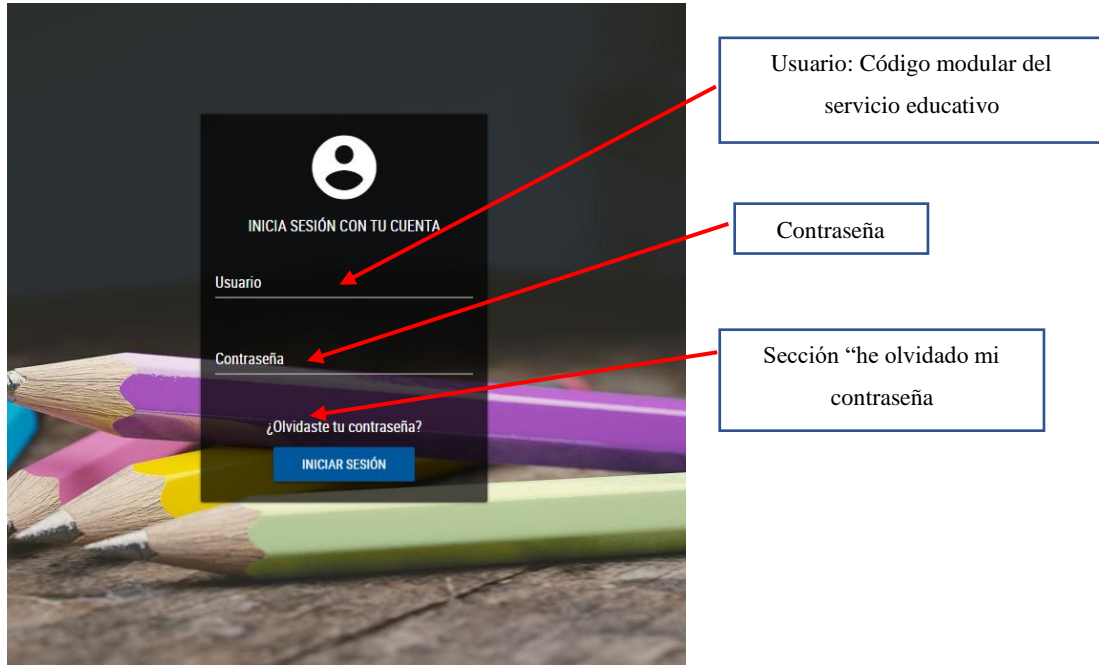 INICIA SESIÓN CON TU CUENTA
Usuario
Contraseña
¿Olvidaste tu contraseña?
INICIAR SESIÓN
Usuario: Código modular del
servicio educativo
Contraseña
Sección “he olvidado mi
contraseña